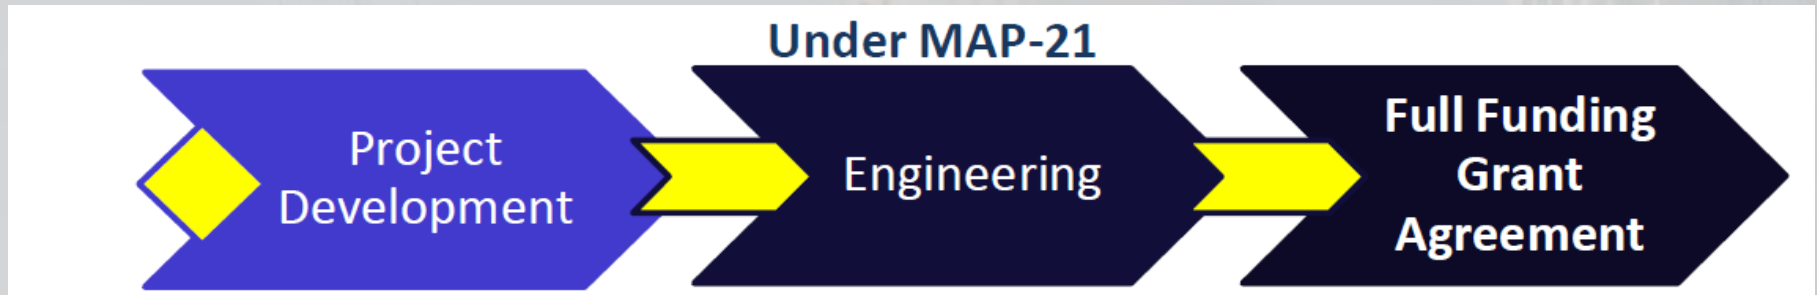 Under MAP-21
Project
Development
Engineering
Full Funding
Grant
Agreement